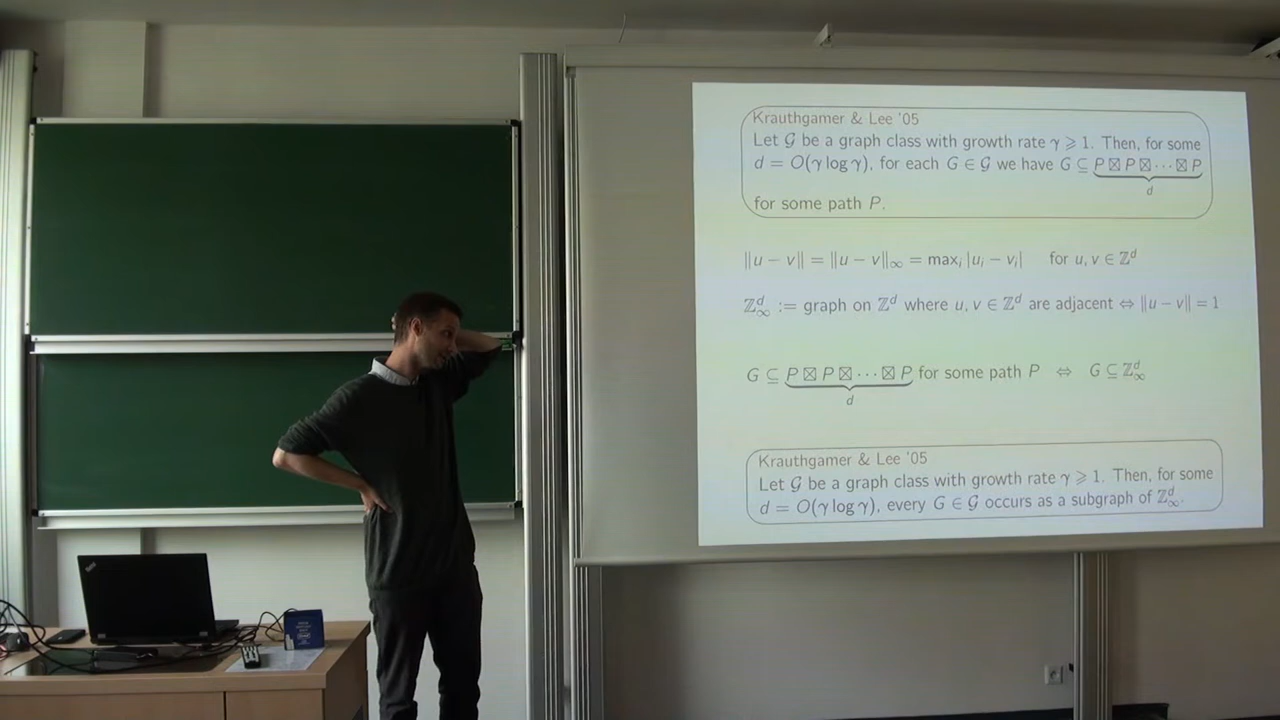 Krauthgamer & Lee '05
Let 𝒢 be a graph class with growth rate γ ⩾ 1. Then, for some
d = O(γ log γ), for each G ∈ 𝒢 we have G ⊆ P ⊠ P ⊠ ⋯ ⊠ P
d
for some path P.
‖u − v‖ = ‖u − v‖∞ = maxᵢ |uᵢ − vᵢ| for u, v ∈ ℤᵈ
ℤᵈ∞ := graph on ℤᵈ where u, v ∈ ℤᵈ are adjacent ⇔ ‖u − v‖ = 1
G ⊆ P ⊠ P ⊠ ⋯ ⊠ P for some path P ⇔ G ⊆ ℤᵈ∞
d
Krauthgamer & Lee '05
Let 𝒢 be a graph class with growth rate γ ⩾ 1. Then, for some
d = O(γ log γ), every G ∈ 𝒢 occurs as a subgraph of ℤᵈ∞.